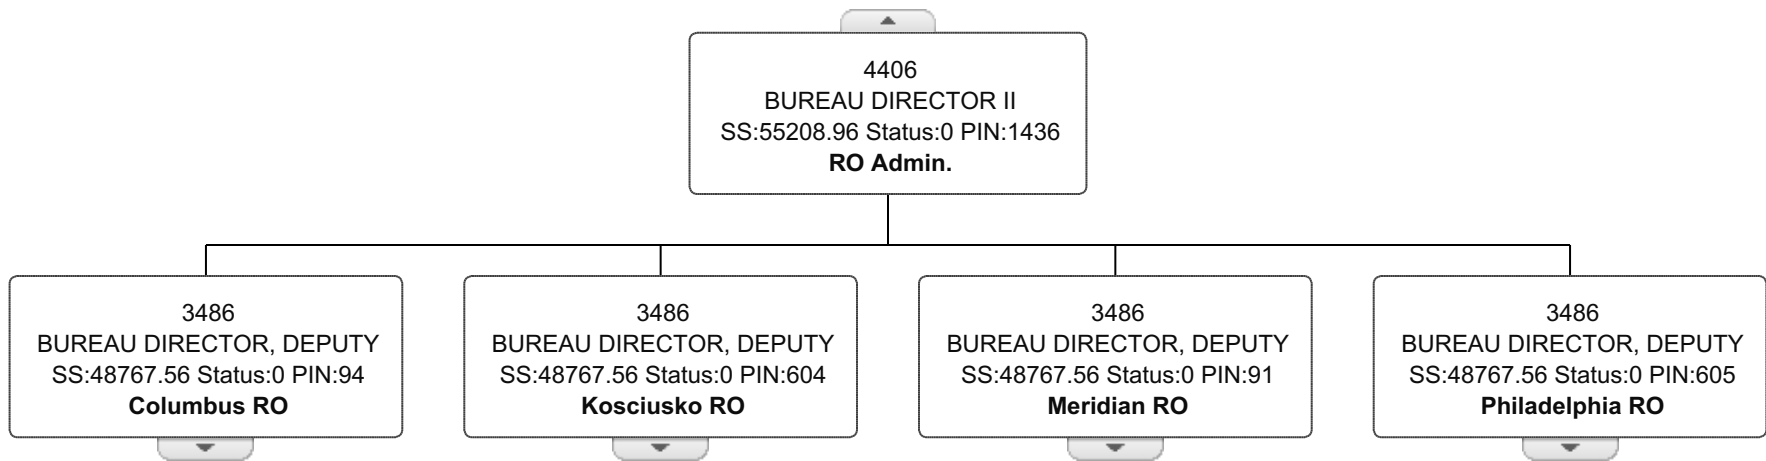 4406
BUREAU DIRECTOR II
SS:55208.96 Status:0 PIN:1436
RO Admin.
3486
BUREAU DIRECTOR, DEPUTY
SS:48767.56 Status:0 PIN:94
Columbus RO
3486
BUREAU DIRECTOR, DEPUTY
SS:48767.56 Status:0 PIN:604
Kosciusko RO
3486
BUREAU DIRECTOR, DEPUTY
SS:48767.56 Status:0 PIN:91
Meridian RO
3486
BUREAU DIRECTOR, DEPUTY
SS:48767.56 Status:0 PIN:605
Philadelphia RO